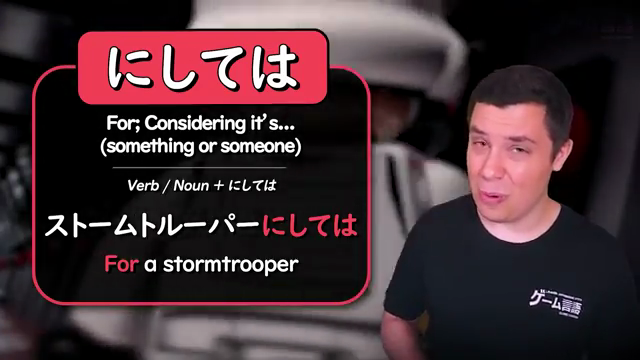 にしては
For; Considering it's...
(something or someone)
Verb / Noun + にしては
ストームトルーパーにしては
For a stormtrooper
ゲーム言語